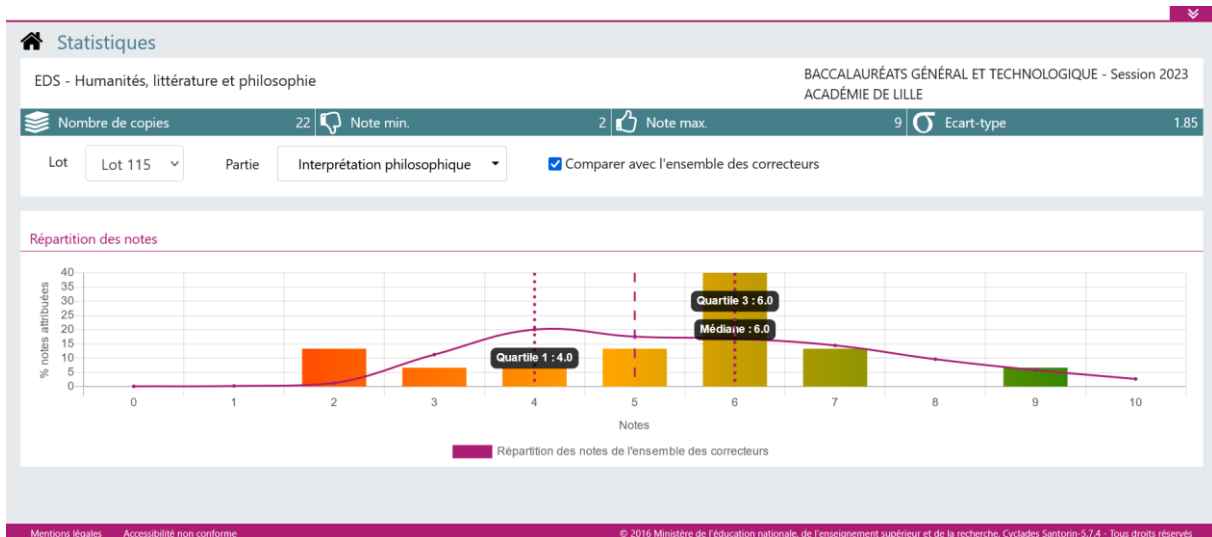 Statistiques
EDS - Humanités, littérature et philosophie
BACCALAURÉATS GÉNÉRAL ET TECHNOLOGIQUE - Session 2023
ACADÉMIE DE LILLE
Nombre de copies 22 Note min. 2 Note max. 9 Ecart-type 1.85
Lot Lot 115 Partie Interprétation philosophique Comparer avec l'ensemble des correcteurs
Répartition des notes
% notes attribuées
40
35
30
25
20
15
10
5
0
Quartile 3 : 6.0
Médiane : 6.0
Quartile 1 : 4.0
0 1 2 3 4 5 6 7 8 9 10
Notes
Répartition des notes de l'ensemble des correcteurs
Mentions légales Accessibilité non conforme © 2016 Ministère de l'éducation nationale, de l'enseignement supérieur et de la recherche. Cyclades Santorin-5.7.4 - Tous droits réservés